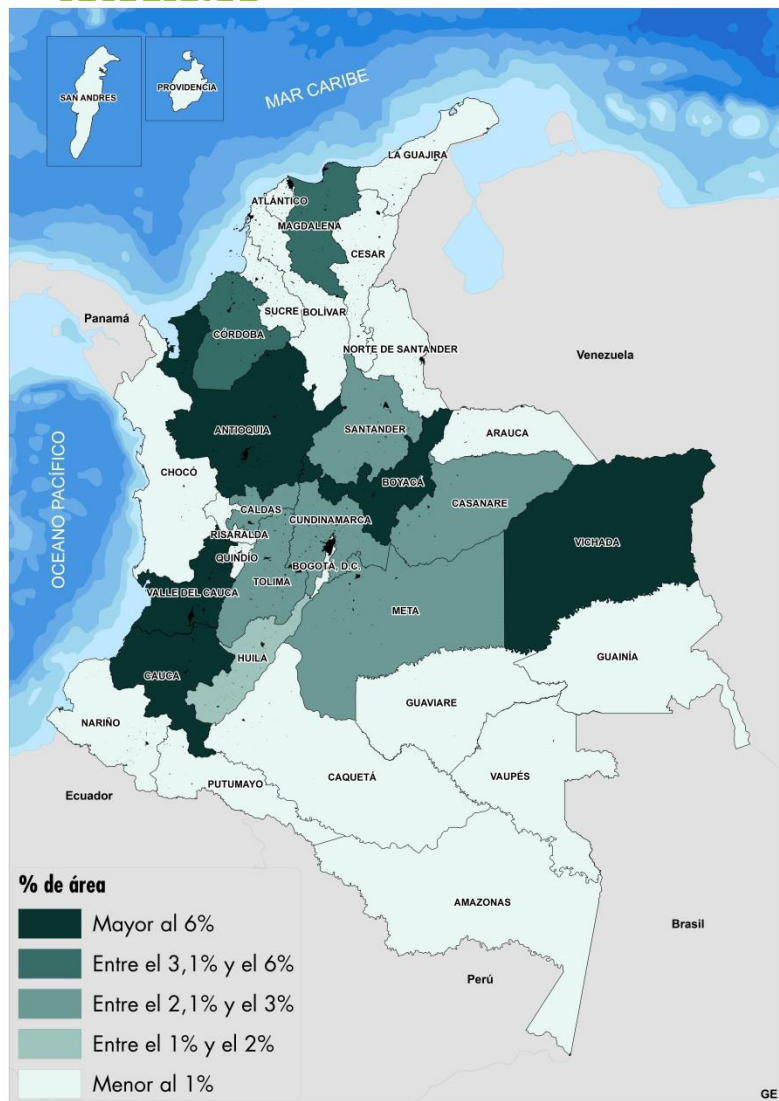 SAN ANDRES
PROVIDENCIA
MAR CARIBE
LA GUAJIRA
ATLÁNTICO
MAGDALENA
CESAR
SUCRE
BOLÍVAR
Panamá
CÓRDOBA
NORTE DE SANTANDER
Venezuela
ANTIOQUIA
SANTANDER
ARAUCA
OCEANO PACÍFICO
CHOCÓ
BOYACÁ
CASANARE
CALDAS
CUNDINAMARCA
RISARALDA
VICHADA
QUINDÍO
BOGOTÁ, D.C.
TOLIMA
VALLE DEL CAUCA
META
HUILA
GUAINÍA
CAUCA
GUAVIARE
NARIÑO
CAQUETÁ
VAUPÉS
PUTUMAYO
Ecuador
AMAZONAS
Brasil
Perú
% de área
Mayor al 6%
Entre el 3,1% y el 6%
Entre el 2,1% y el 3%
Entre el 1% y el 2%
Menor al 1%
GE